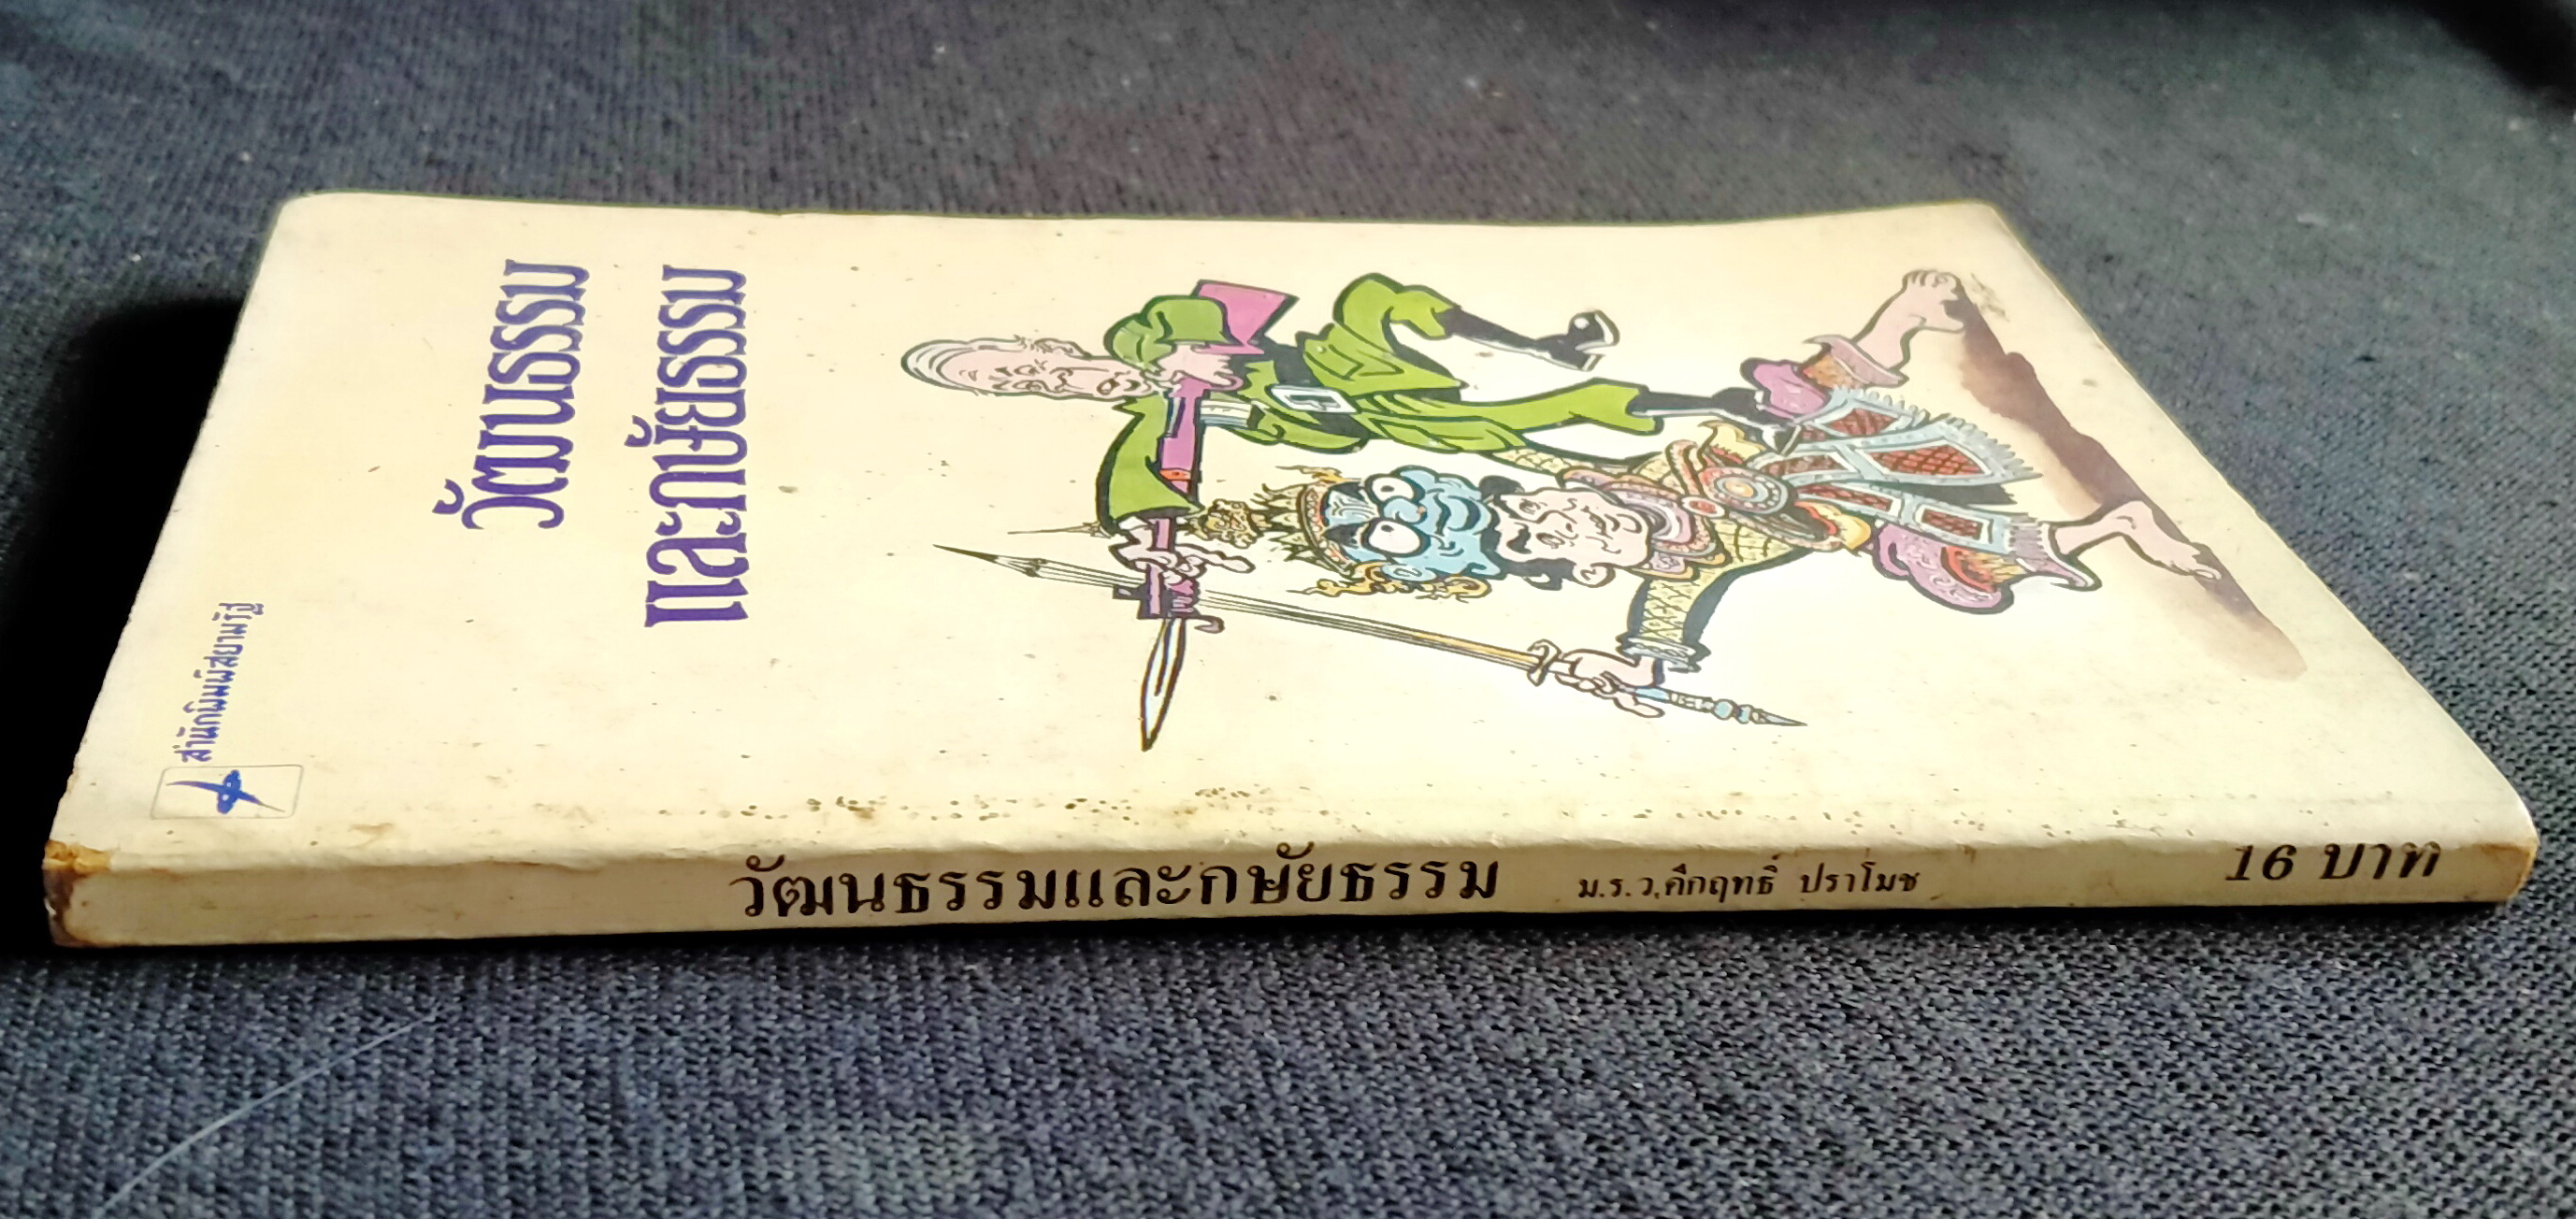 สำนักพิมพ์สยามรัฐ
วัฒนธรรม
และกษัยธรรม
วัฒนธรรมและกษัยธรรม ม.ร.ว.คึกฤทธิ์ ปราโมช 16 บาท